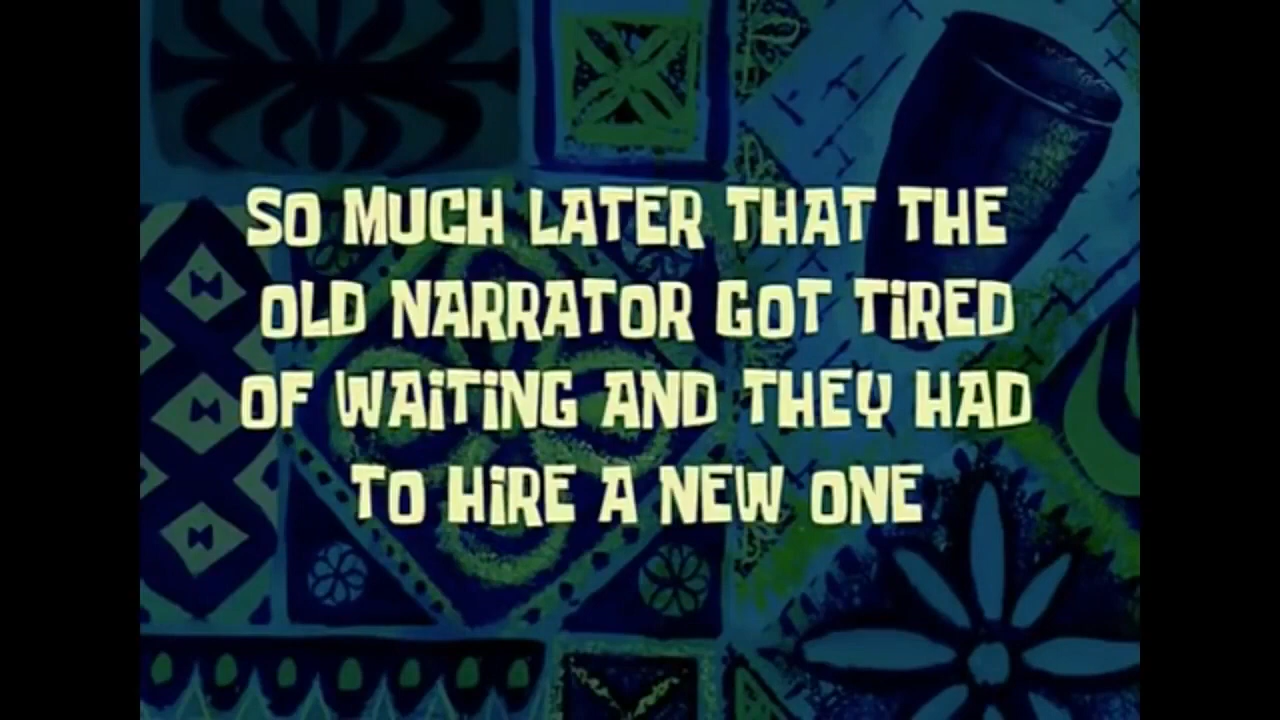 SO MUCH LATER THAT THE
OLD NARRATOR GOT TiRED
OF WAiTiNG AND THEY HAD
TO HiRE A NEW ONE